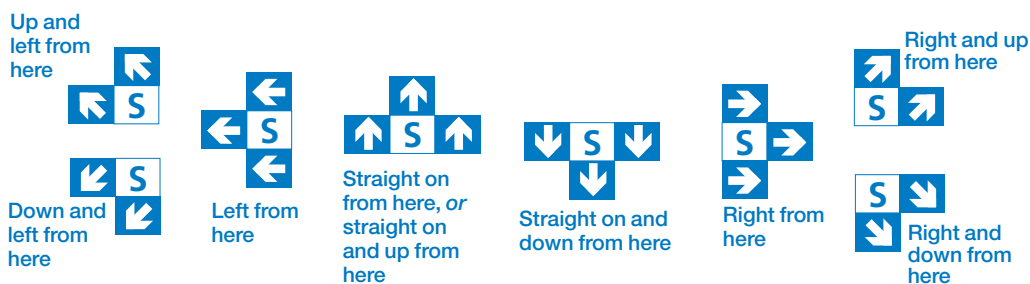 Up and
left from
here
S
Down and
left from
here
S
Left from
here
S
Straight on
from here, or
straight on
and up from
here
S
Straight on and
down from here
S
Right from
here
S
Right and up
from here
S
Right and
down from
here
S